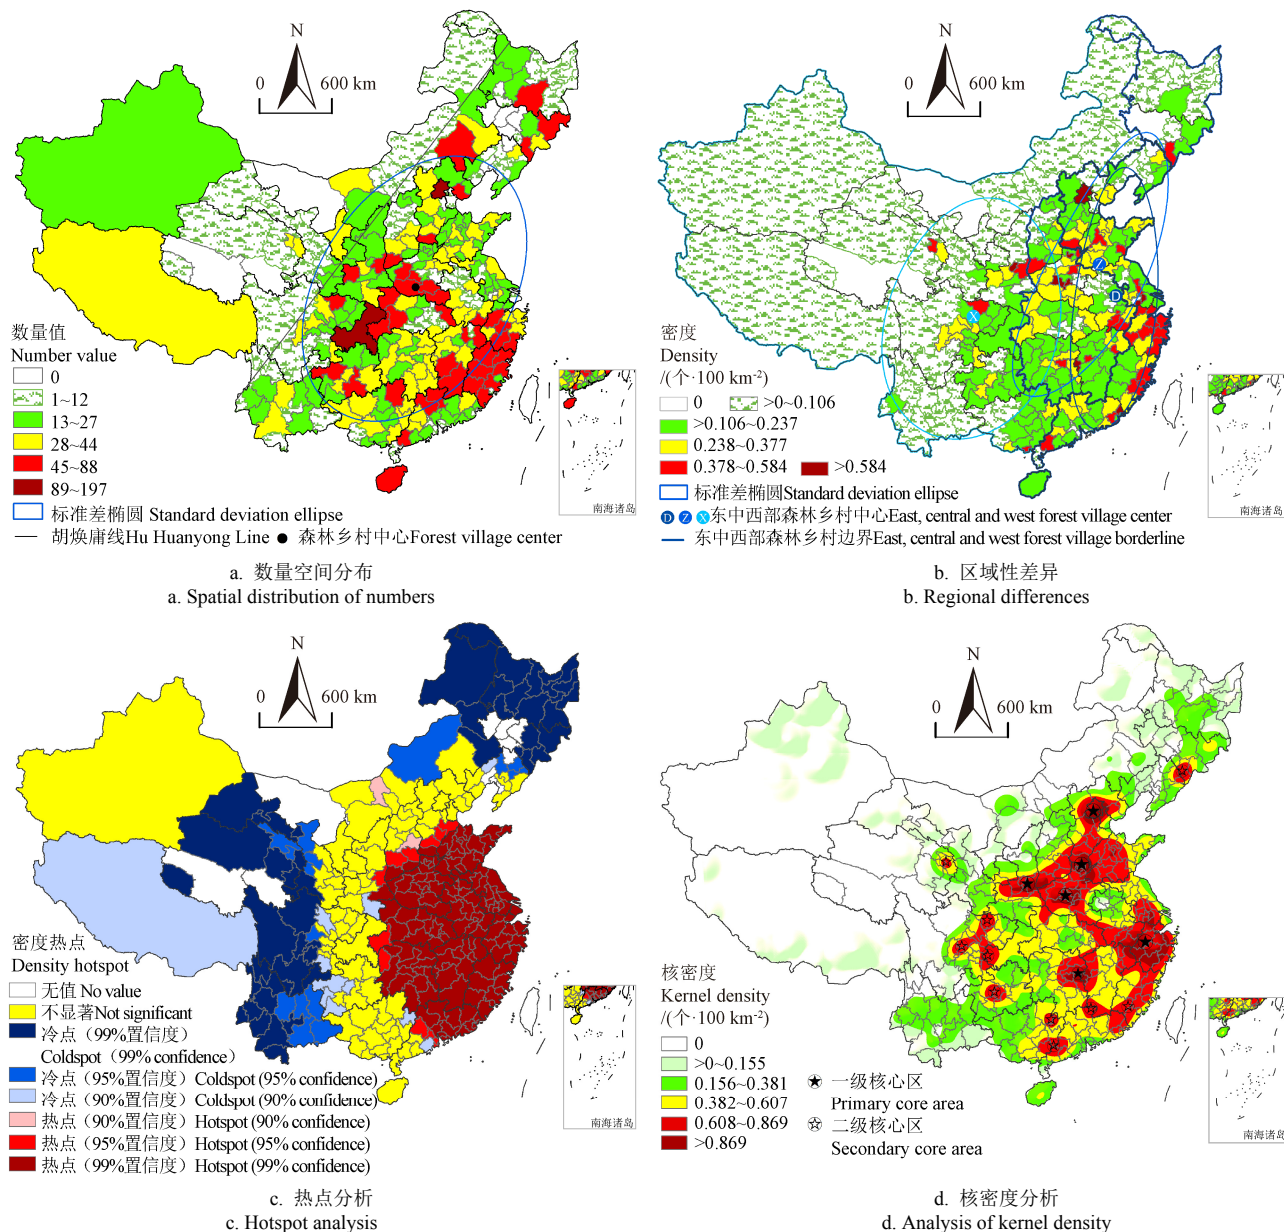 N
0 600 km
数量值
Number value
0
1~12
13~27
28~44
45~88
89~197
标准差椭圆 Standard deviation ellipse
胡焕庸线Hu Huanyong Line 森林乡村中心Forest village center
南海诸岛
a. 数量空间分布
a. Spatial distribution of numbers
N
0 600 km
Z
D
X
密度
Density
/(个·100 km-2)
0 >0~0.106
>0.106~0.237
0.238~0.377
0.378~0.584 >0.584
标准差椭圆Standard deviation ellipse
D Z X 东中西部森林乡村中心East, central and west forest village center
东中西部森林乡村边界East, central and west forest village borderline
南海诸岛
b. 区域性差异
b. Regional differences
N
0 600 km
密度热点
Density hotspot
无值 No value
不显著Not significant
冷点（99%置信度）
Coldspot（99% confidence）
冷点（95%置信度）Coldspot (95% confidence)
冷点（90%置信度）Coldspot (90% confidence)
热点（90%置信度）Hotspot (90% confidence)
热点（95%置信度）Hotspot (95% confidence)
热点（99%置信度）Hotspot (99% confidence)
南海诸岛
c. 热点分析
c. Hotspot analysis
N
0 600 km
核密度
Kernel density
/(个·100 km-2)
0
>0~0.155
0.156~0.381
0.382~0.607
0.608~0.869
>0.869
一级核心区
Primary core area
二级核心区
Secondary core area
南海诸岛
d. 核密度分析
d. Analysis of kernel density